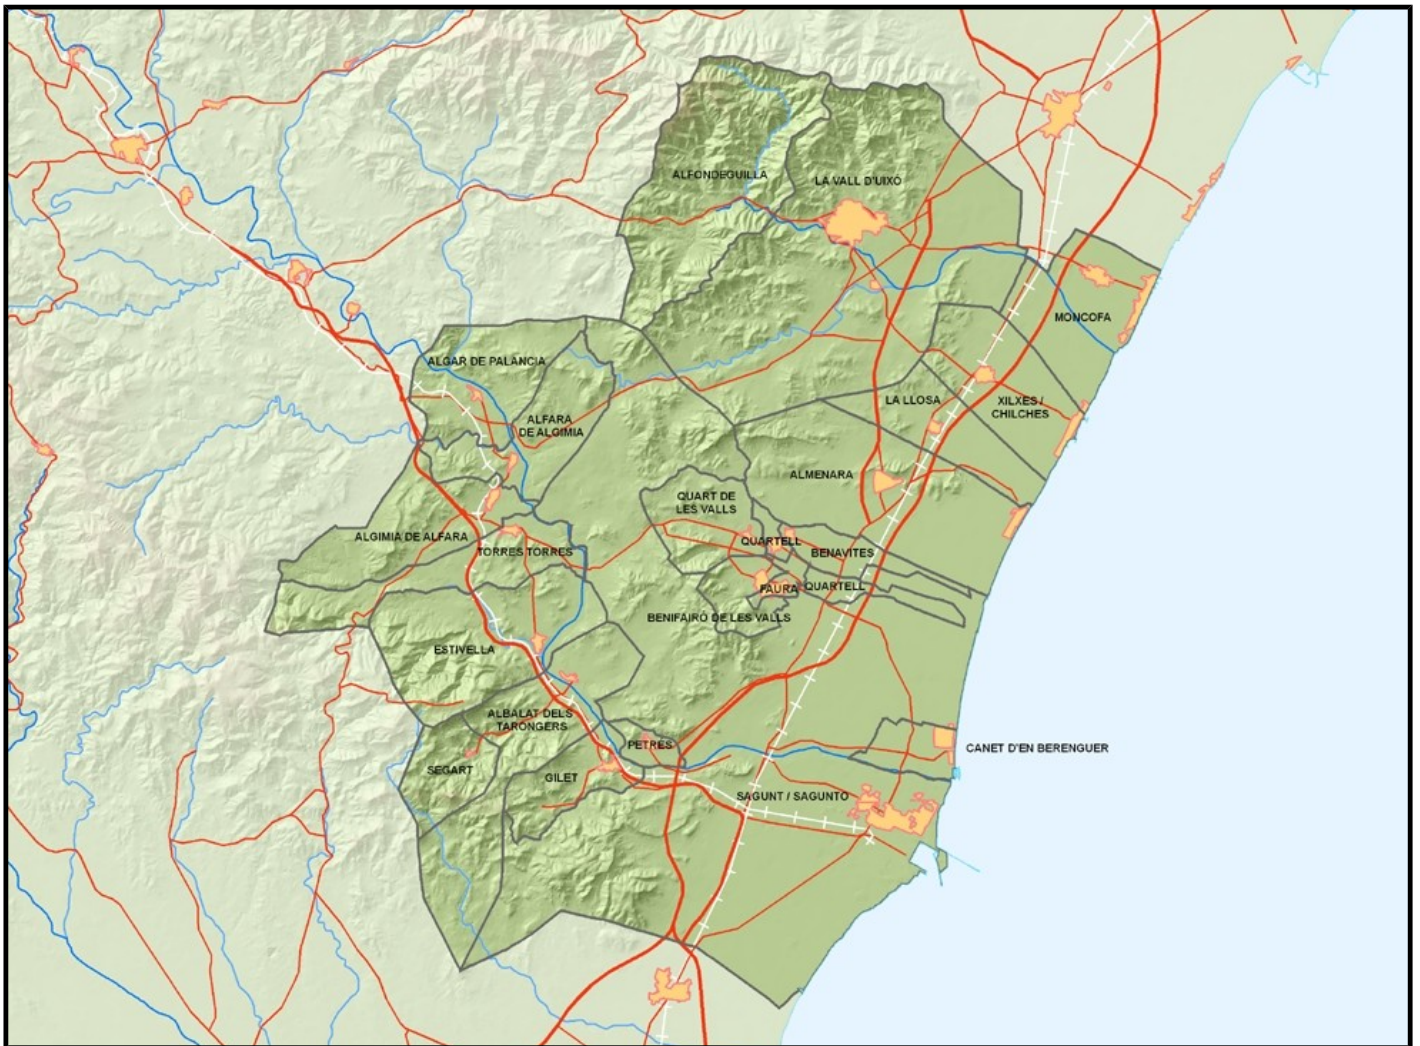 ALFONDEGUILLA
LA VALL D'UIXÓ
MONCOFA
ALGAR DE PALANCIA
LA LLOSA
XILXES /
CHILCHES
ALFARA
DE ALGIMIA
ALMENARA
QUART DE
LES VALLS
ALGIMIA DE ALFARA
TORRES TORRES
QUARTELL
BENAVITES
FAURA
QUARTELL
BENIFAIRÓ DE LES VALLS
ESTIVELLA
ALBALAT DELS
TARONGERS
PETRES
CANET D'EN BERENGUER
SEGART
GILET
SAGUNT / SAGUNTO